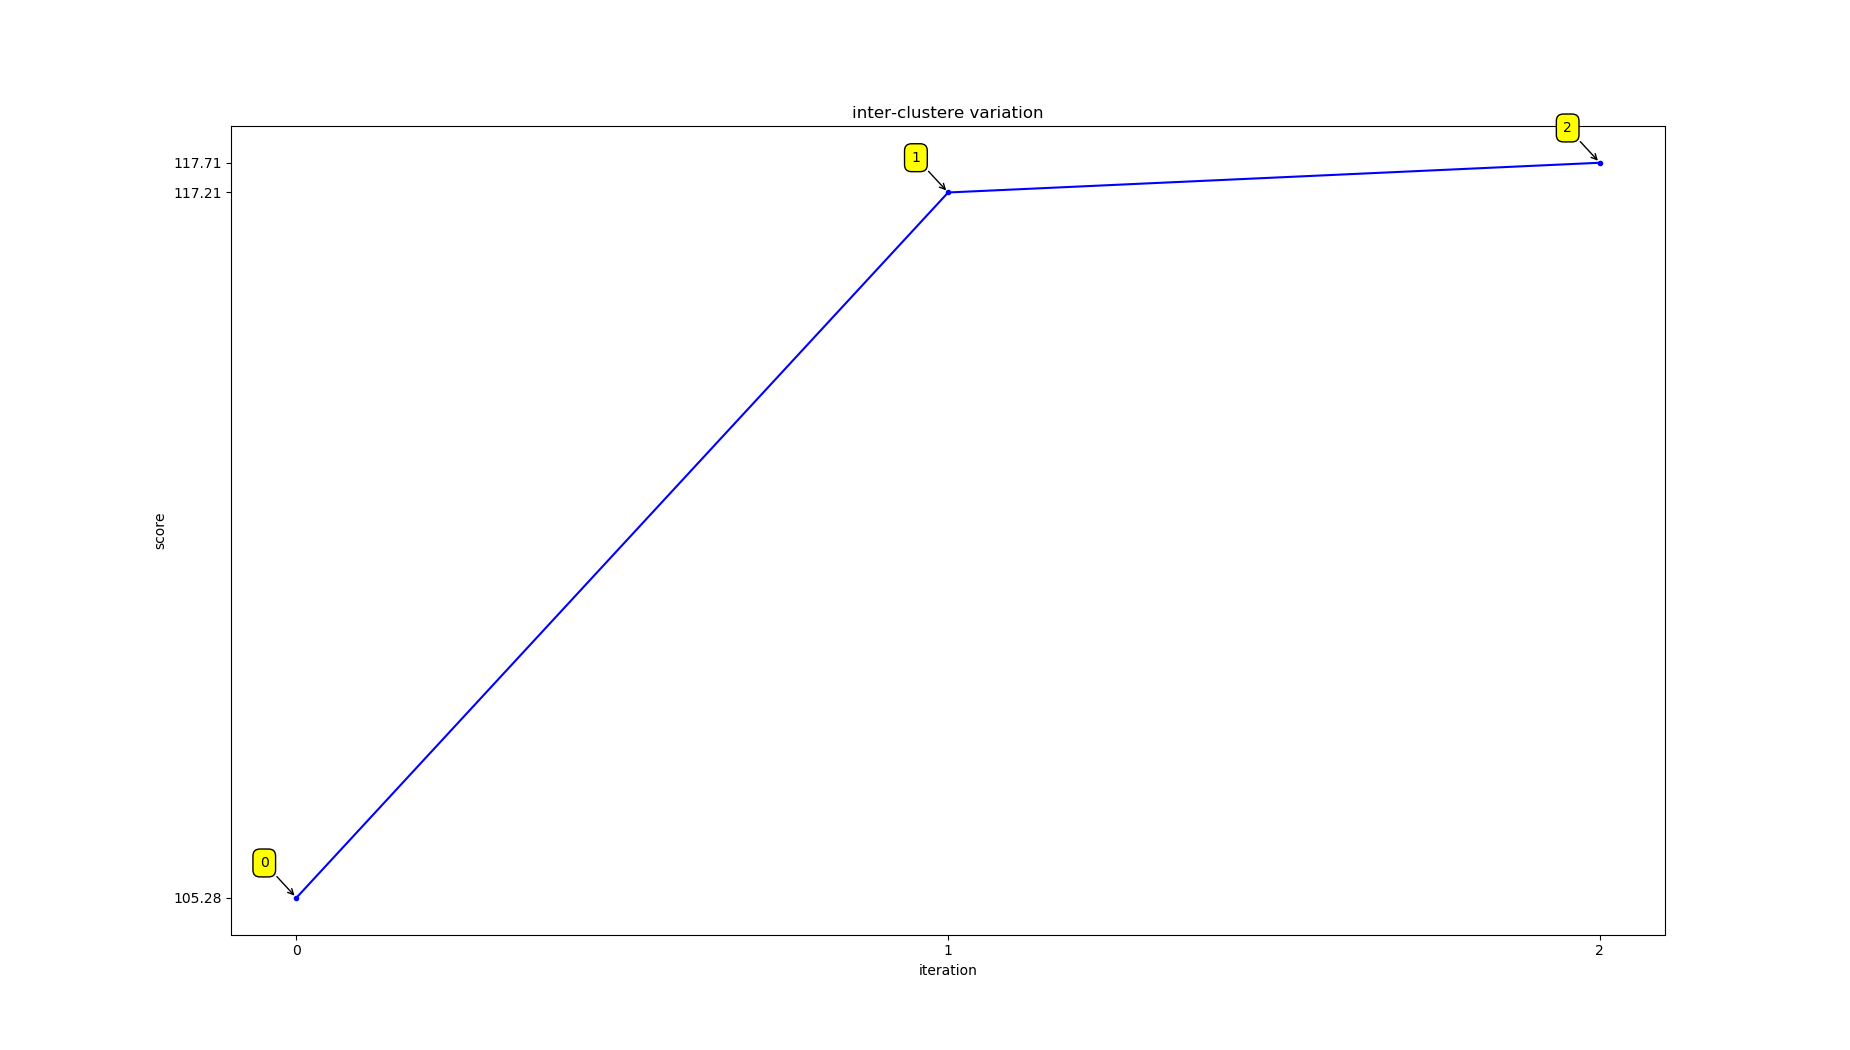 inter-clustere variation
2
1
117.71
117.21
score
0
105.28
0 1 2
iteration